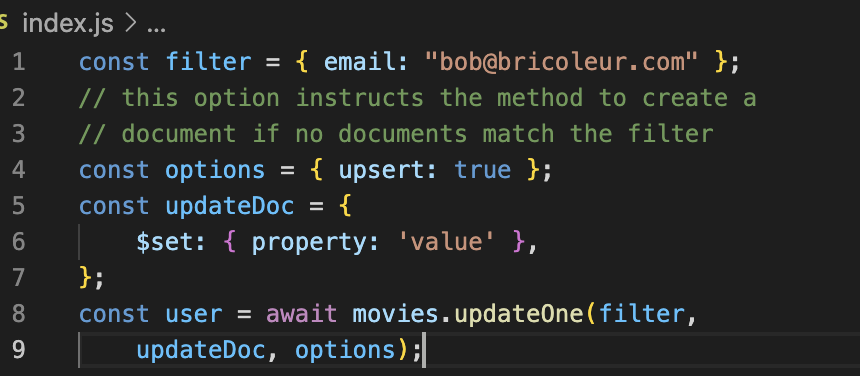 S index.js > ...
1 const filter = { email: "bob@bricoleur.com" };
2 // this option instructs the method to create a
3 // document if no documents match the filter
4 const options = { upsert: true };
5 const updateDoc = {
6 $set: { property: 'value' },
7 };
8 const user = await movies.updateOne(filter,
9 updateDoc, options);